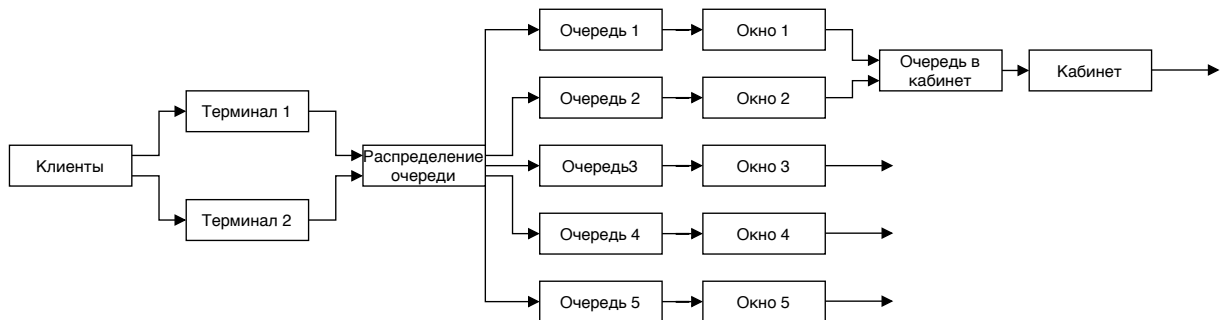 Клиенты
Терминал 1
Терминал 2
Распределение
очереди
Очередь 1
Окно 1
Очередь 2
Окно 2
Очередь3
Окно 3
Очередь 4
Окно 4
Очередь 5
Окно 5
Очередь в
кабинет
Кабинет